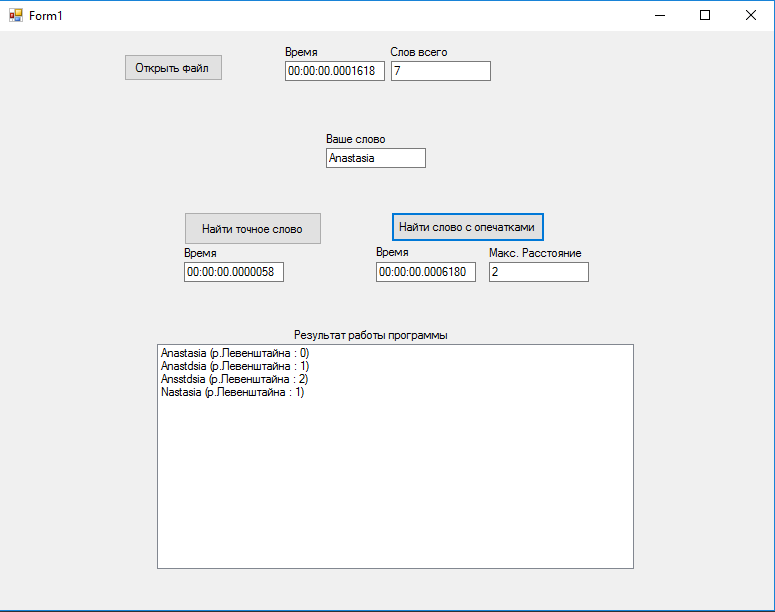 Form1
Время Слов всего
Открыть файл 00:00:00.0001618 7
Ваше слово
Anastasia
Найти точное слово Найти слово с опечатками
Время Время Макс. Расстояние
00:00:00.0000058 00:00:00.0006180 2
Результат работы программы
Anastasia (р.Левенштайна : 0)
Anastdsia (р.Левенштайна : 1)
Ansstdsia (р.Левенштайна : 2)
Nastasia (р.Левенштайна : 1)